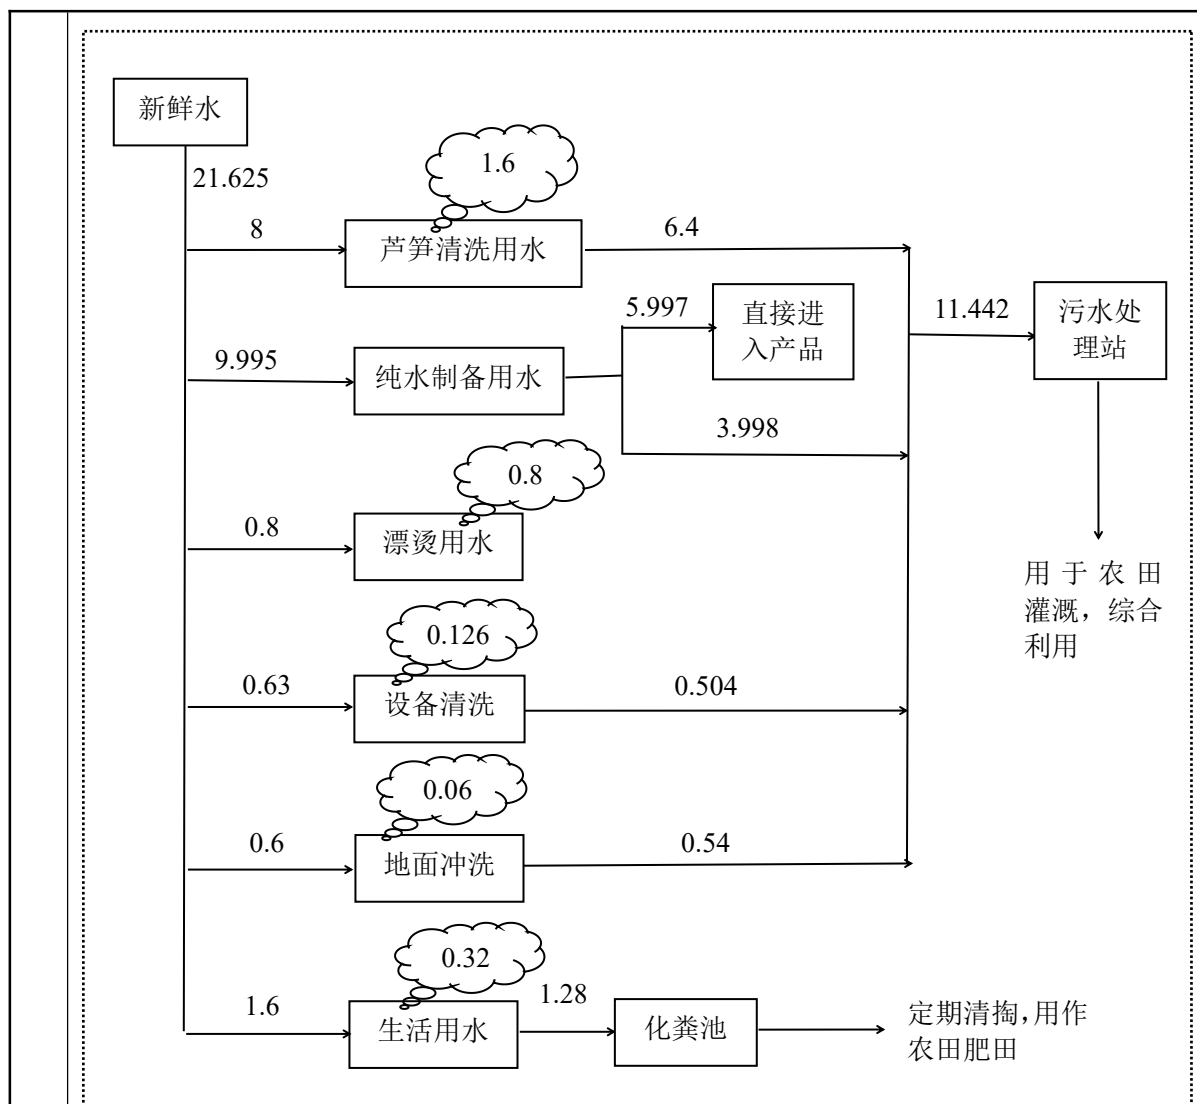 新鲜水
21.625
1.6
8
芦笋清洗用水
6.4
5.997
直接进
入产品
11.442
污水处
理站
9.995
纯水制备用水
3.998
0.8
0.8
漂烫用水
用于农田
灌溉，综合
利用
0.126
0.63
设备清洗
0.504
0.06
0.6
地面冲洗
0.54
0.32
1.6
生活用水
1.28
化粪池
定期清掏，用作
农田肥田